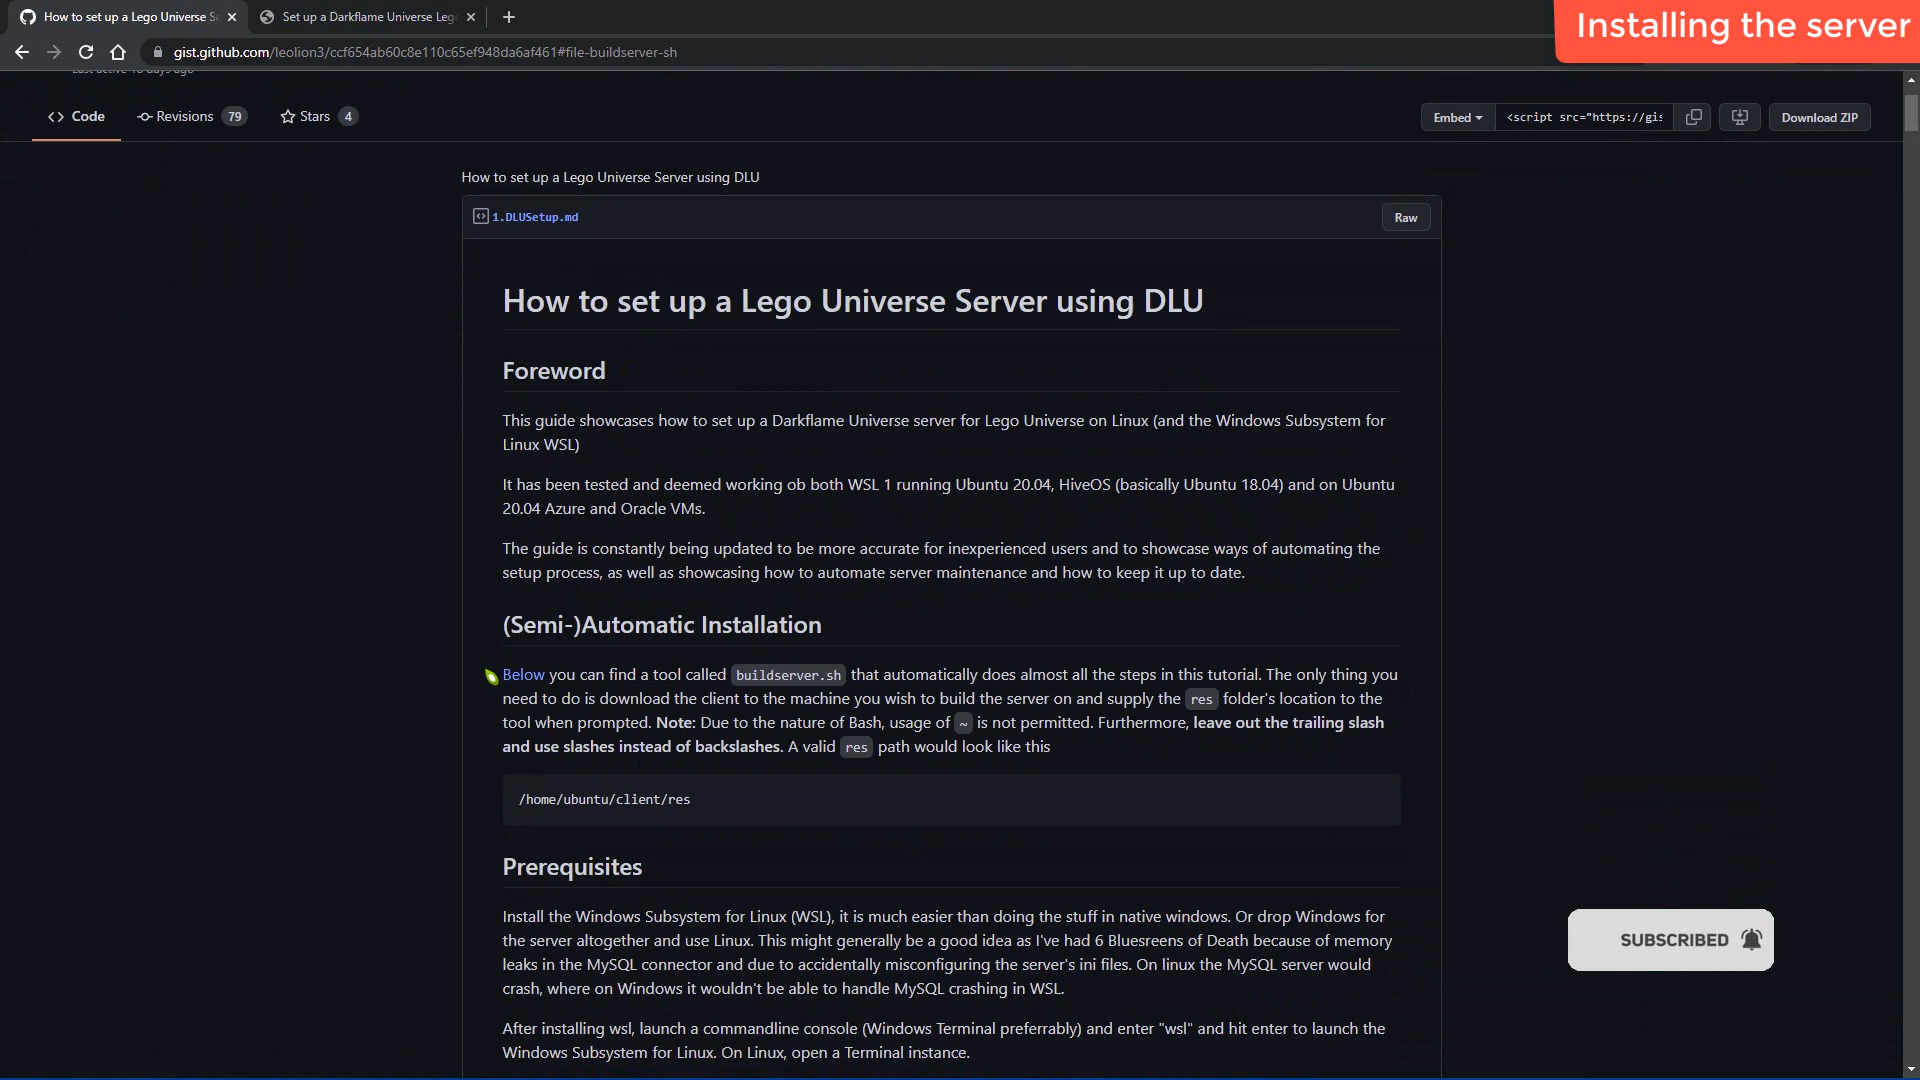 How to set up a Lego Universe Se
Set up a Darkflame Universe Leg
Installing the server
gist.github.com/leolion3/ccf654ab60c8e110c65ef948da6af461#file-buildserver-sh
Code
Revisions 79
Stars 4
Embed
<script src="https://gis
Download ZIP
How to set up a Lego Universe Server using DLU
1.DLUSetup.md
Raw
How to set up a Lego Universe Server using DLU
Foreword
This guide showcases how to set up a Darkflame Universe server for Lego Universe on Linux (and the Windows Subsystem for
Linux WSL)
It has been tested and deemed working ob both WSL 1 running Ubuntu 20.04, HiveOS (basically Ubuntu 18.04) and on Ubuntu
20.04 Azure and Oracle VMs.
The guide is constantly being updated to be more accurate for inexperienced users and to showcase ways of automating the
setup process, as well as showcasing how to automate server maintenance and how to keep it up to date.
(Semi-)Automatic Installation
Below you can find a tool called buildserver.sh that automatically does almost all the steps in this tutorial. The only thing you
need to do is download the client to the machine you wish to build the server on and supply the res folder's location to the
tool when prompted. Note: Due to the nature of Bash, usage of ~ is not permitted. Furthermore, leave out the trailing slash
and use slashes instead of backslashes. A valid res path would look like this
/home/ubuntu/client/res
Prerequisites
Install the Windows Subsystem for Linux (WSL), it is much easier than doing the stuff in native windows. Or drop Windows for
the server altogether and use Linux. This might generally be a good idea as I've had 6 Bluesreens of Death because of memory
leaks in the MySQL connector and due to accidentally misconfiguring the server's ini files. On linux the MySQL server would
crash, where on Windows it wouldn't be able to handle MySQL crashing in WSL.
SUBSCRIBED
After installing wsl, launch a commandline console (Windows Terminal preferrably) and enter "wsl" and hit enter to launch the
Windows Subsystem for Linux. On Linux, open a Terminal instance.